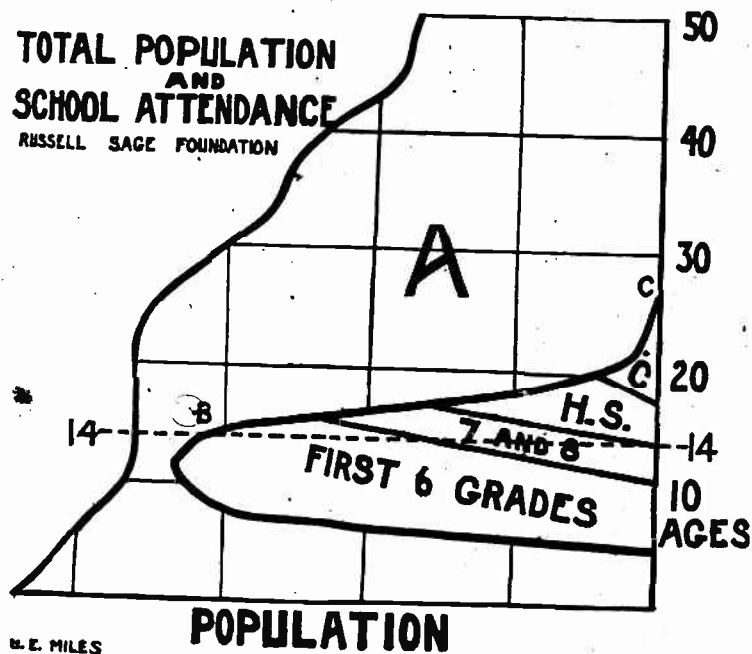 TOTAL POPULATION
AND
SCHOOL ATTENDANCE
RUSSELL SAGE FOUNDATION
50
40
A
30
C
C
20
B
H.S.
14
7 AND 8
14
FIRST 6 GRADES
10
AGES
POPULATION
H.E. MILES